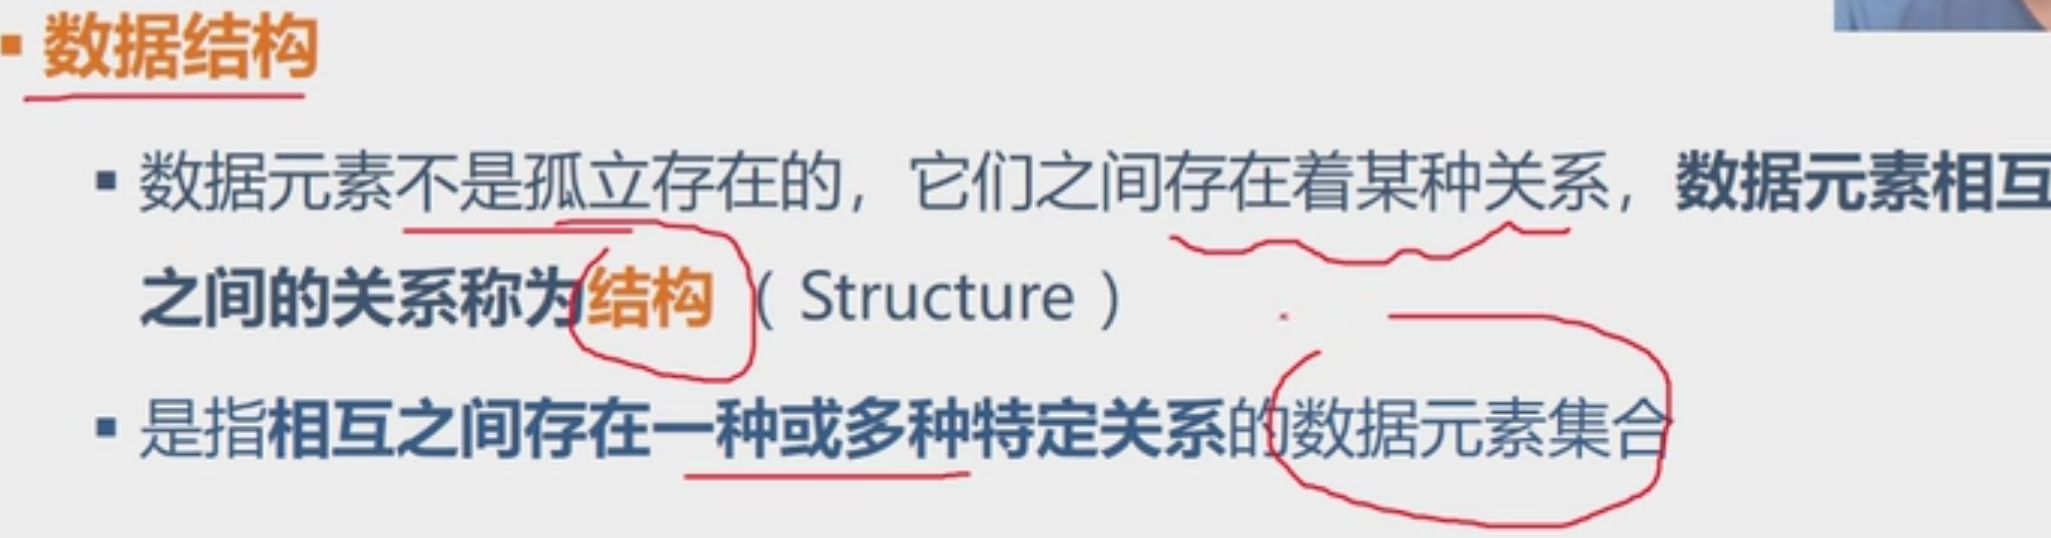 数据结构
数据元素不是孤立存在的，它们之间存在着某种关系，数据元素相互
之间的关系称为结构（Structure）
是指相互之间存在一种或多种特定关系的数据元素集合